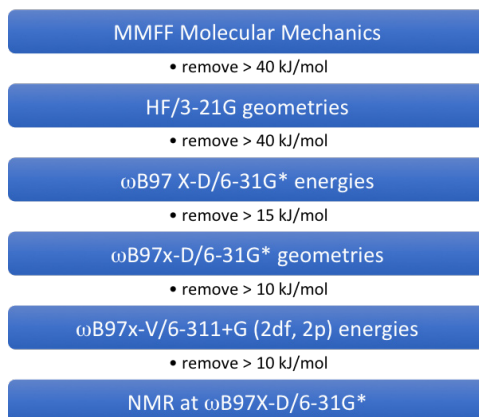 MMFF Molecular Mechanics
• remove > 40 kJ/mol
HF/3-21G geometries
• remove > 40 kJ/mol
ωB97 X-D/6-31G* energies
• remove > 15 kJ/mol
ωB97x-D/6-31G* geometries
• remove > 10 kJ/mol
ωB97x-V/6-311+G (2df, 2p) energies
• remove > 10 kJ/mol
NMR at ωB97X-D/6-31G*